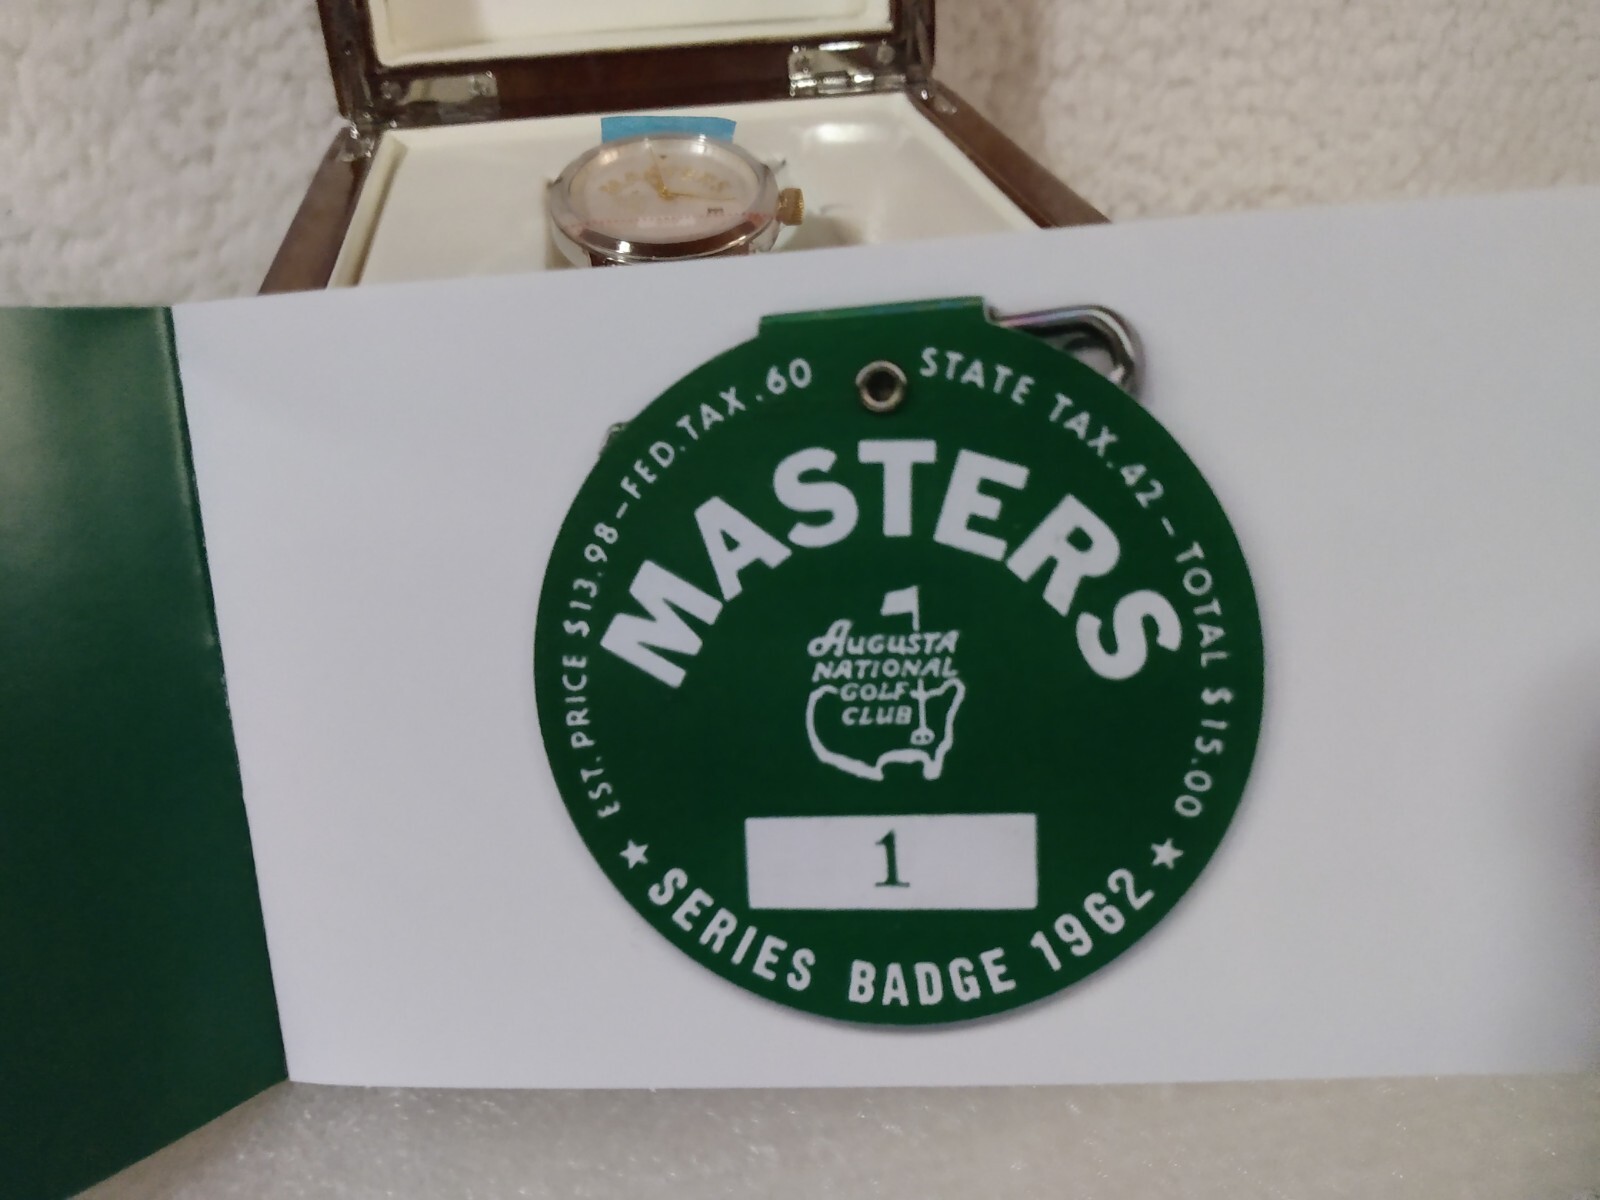 MASTERS
EST. PRICE $13.98-FED.TAX .60
STATE TAX.42-TOTAL $15.00
MASTERS
AUGUSTA
NATIONAL
GOLF
CLUB
1
★ SERIES BADGE 1962 ★